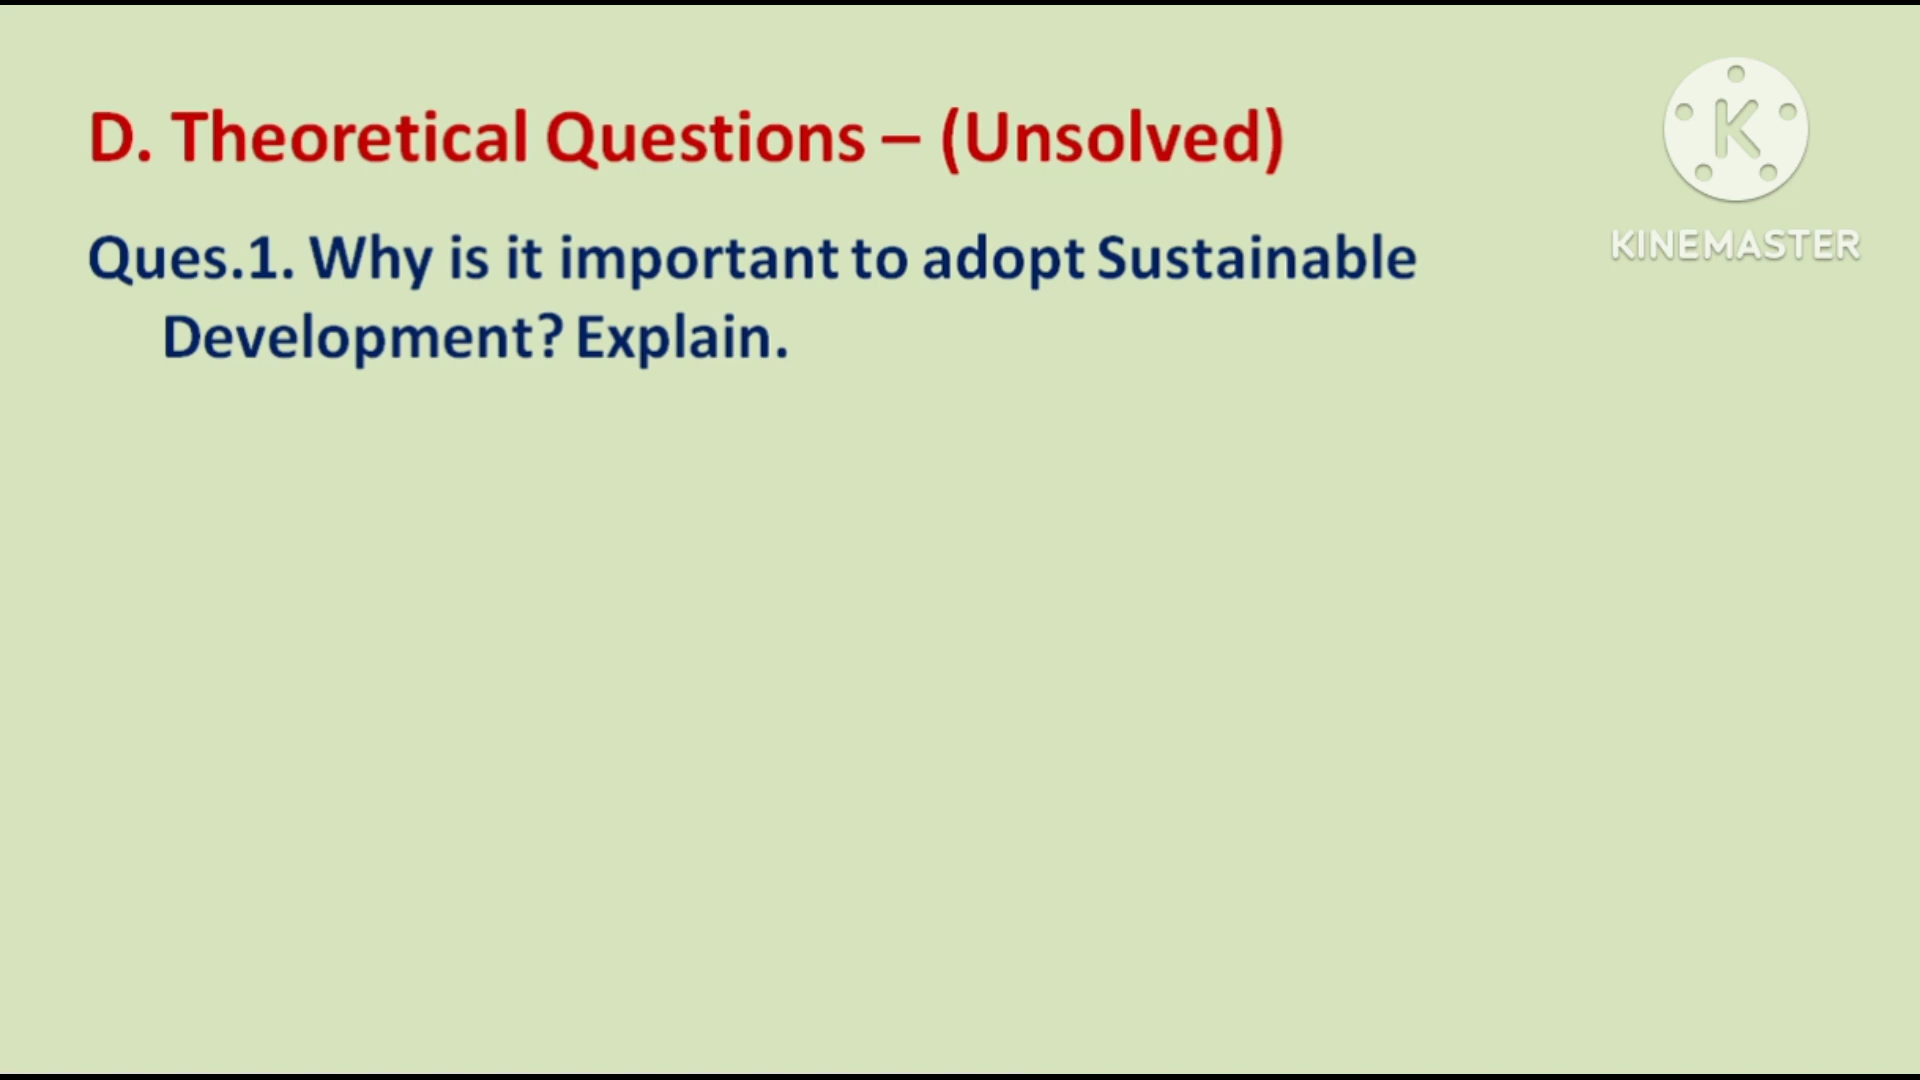 D. Theoretical Questions – (Unsolved)
Ques.1. Why is it important to adopt Sustainable
Development? Explain.
K
KINEMASTER